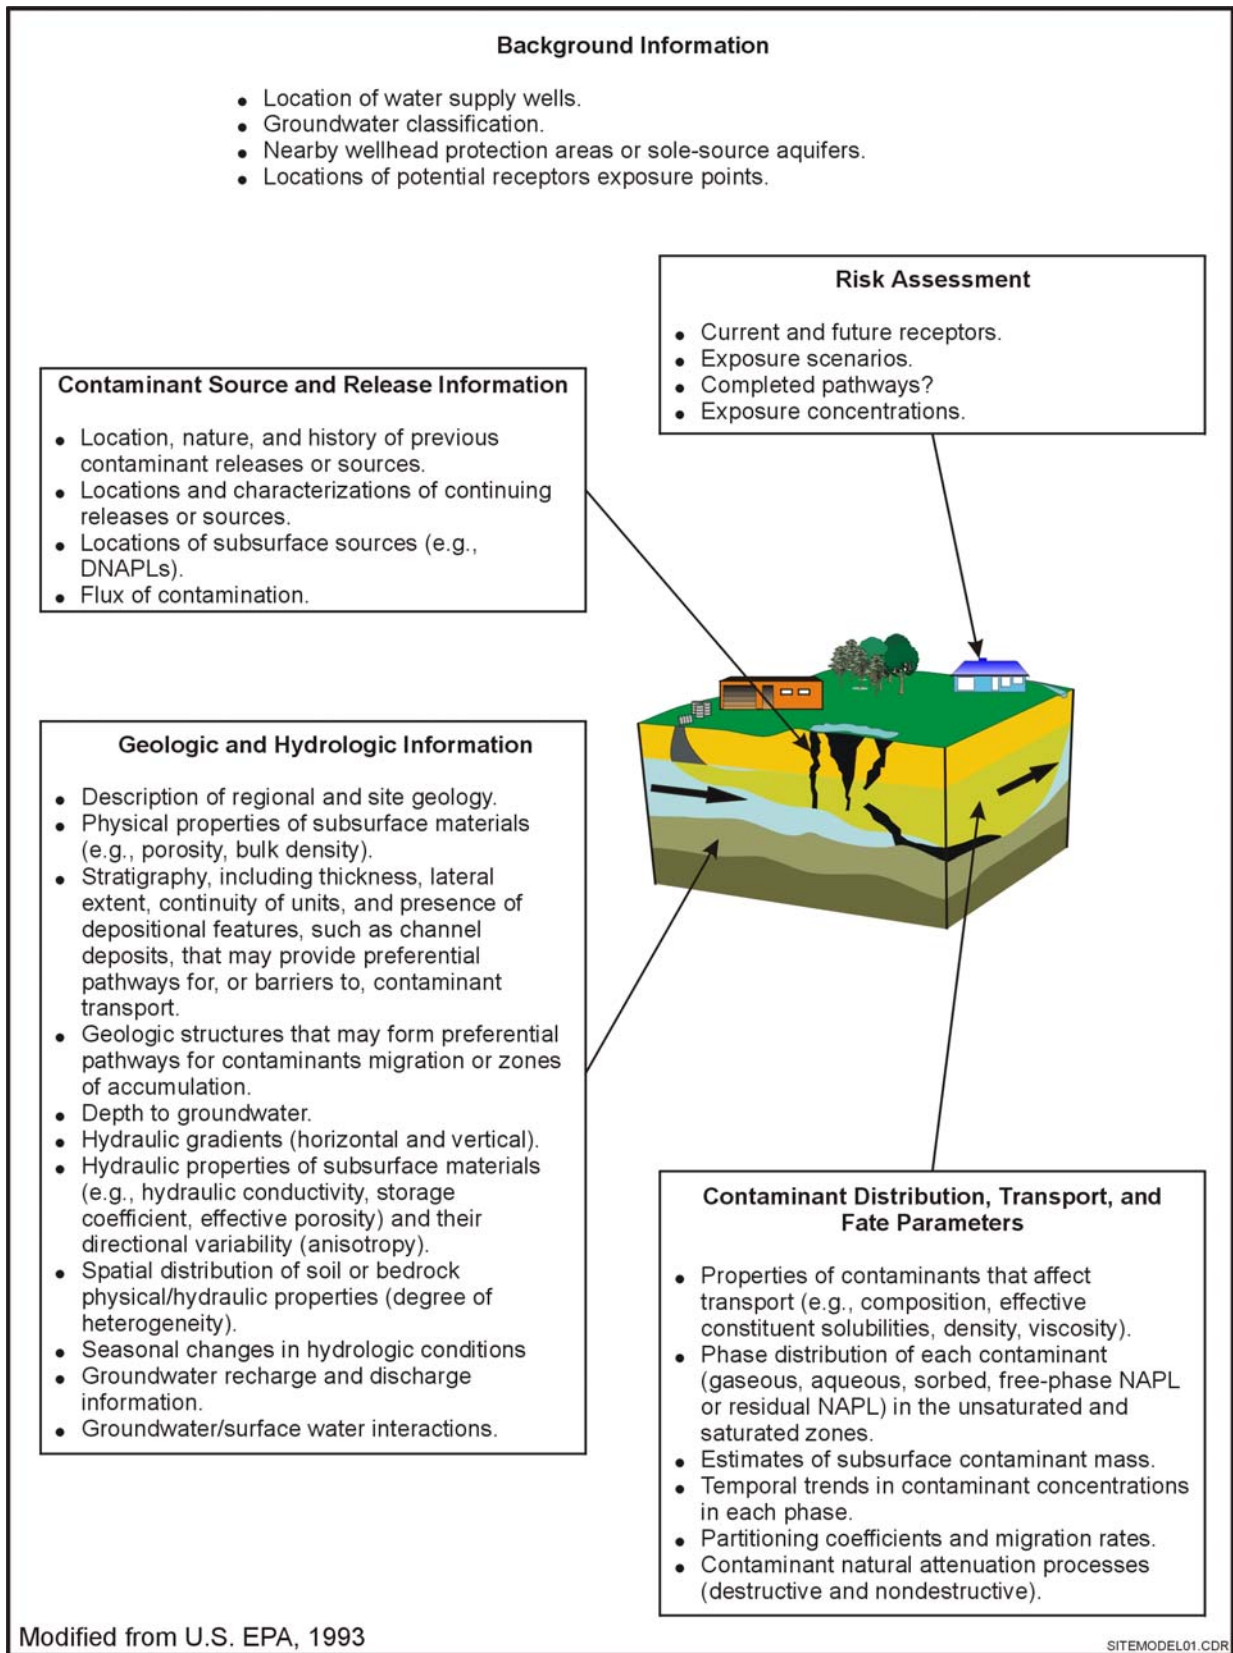 Background Information
● Location of water supply wells.
● Groundwater classification.
● Nearby wellhead protection areas or sole-source aquifers.
● Locations of potential receptors exposure points.
Risk Assessment
● Current and future receptors.
● Exposure scenarios.
● Completed pathways?
● Exposure concentrations.
Contaminant Source and Release Information
● Location, nature, and history of previous
contaminant releases or sources.
● Locations and characterizations of continuing
releases or sources.
● Locations of subsurface sources (e.g.,
DNAPLs).
● Flux of contamination.
Geologic and Hydrologic Information
● Description of regional and site geology.
● Physical properties of subsurface materials
(e.g., porosity, bulk density).
● Stratigraphy, including thickness, lateral
extent, continuity of units, and presence of
depositional features, such as channel
deposits, that may provide preferential
pathways for, or barriers to, contaminant
transport.
● Geologic structures that may form preferential
pathways for contaminants migration or zones
of accumulation.
● Depth to groundwater.
● Hydraulic gradients (horizontal and vertical).
● Hydraulic properties of subsurface materials
(e.g., hydraulic conductivity, storage
coefficient, effective porosity) and their
directional variability (anisotropy).
● Spatial distribution of soil or bedrock
physical/hydraulic properties (degree of
heterogeneity).
● Seasonal changes in hydrologic conditions
● Groundwater recharge and discharge
information.
● Groundwater/surface water interactions.
Contaminant Distribution, Transport, and
Fate Parameters
● Properties of contaminants that affect
transport (e.g., composition, effective
constituent solubilities, density, viscosity).
● Phase distribution of each contaminant
(gaseous, aqueous, sorbed, free-phase NAPL
or residual NAPL) in the unsaturated and
saturated zones.
● Estimates of subsurface contaminant mass.
● Temporal trends in contaminant concentrations
in each phase.
● Partitioning coefficients and migration rates.
● Contaminant natural attenuation processes
(destructive and nondestructive).
Modified from U.S. EPA, 1993
SITEMODEL01.CDR